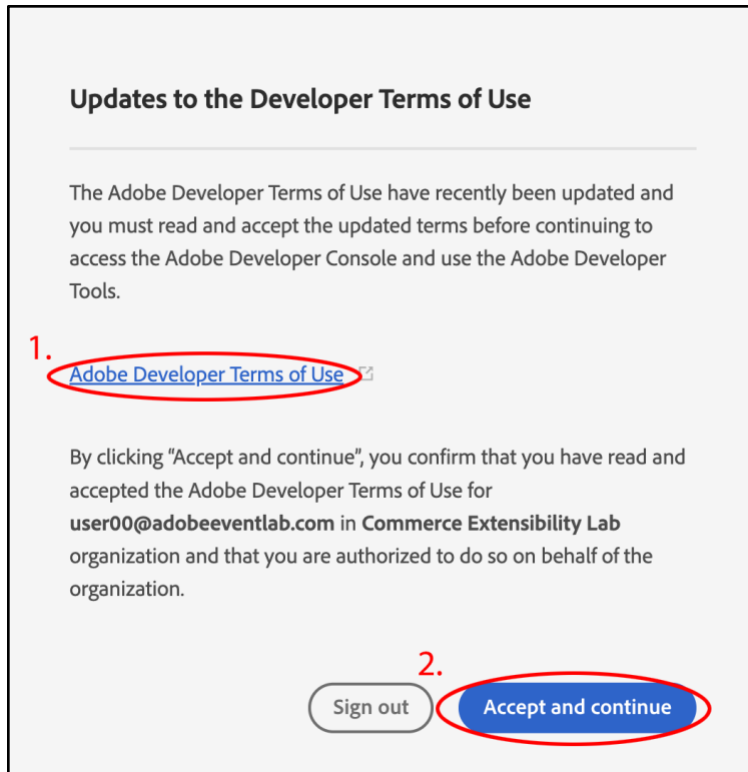 Updates to the Developer Terms of Use
The Adobe Developer Terms of Use have recently been updated and
you must read and accept the updated terms before continuing to
access the Adobe Developer Console and use the Adobe Developer
Tools.
1.
Adobe Developer Terms of Use
By clicking “Accept and continue”, you confirm that you have read and
accepted the Adobe Developer Terms of Use for
user00@adobeeventlab.com in Commerce Extensibility Lab
organization and that you are authorized to do so on behalf of the
organization.
2.
Sign out Accept and continue